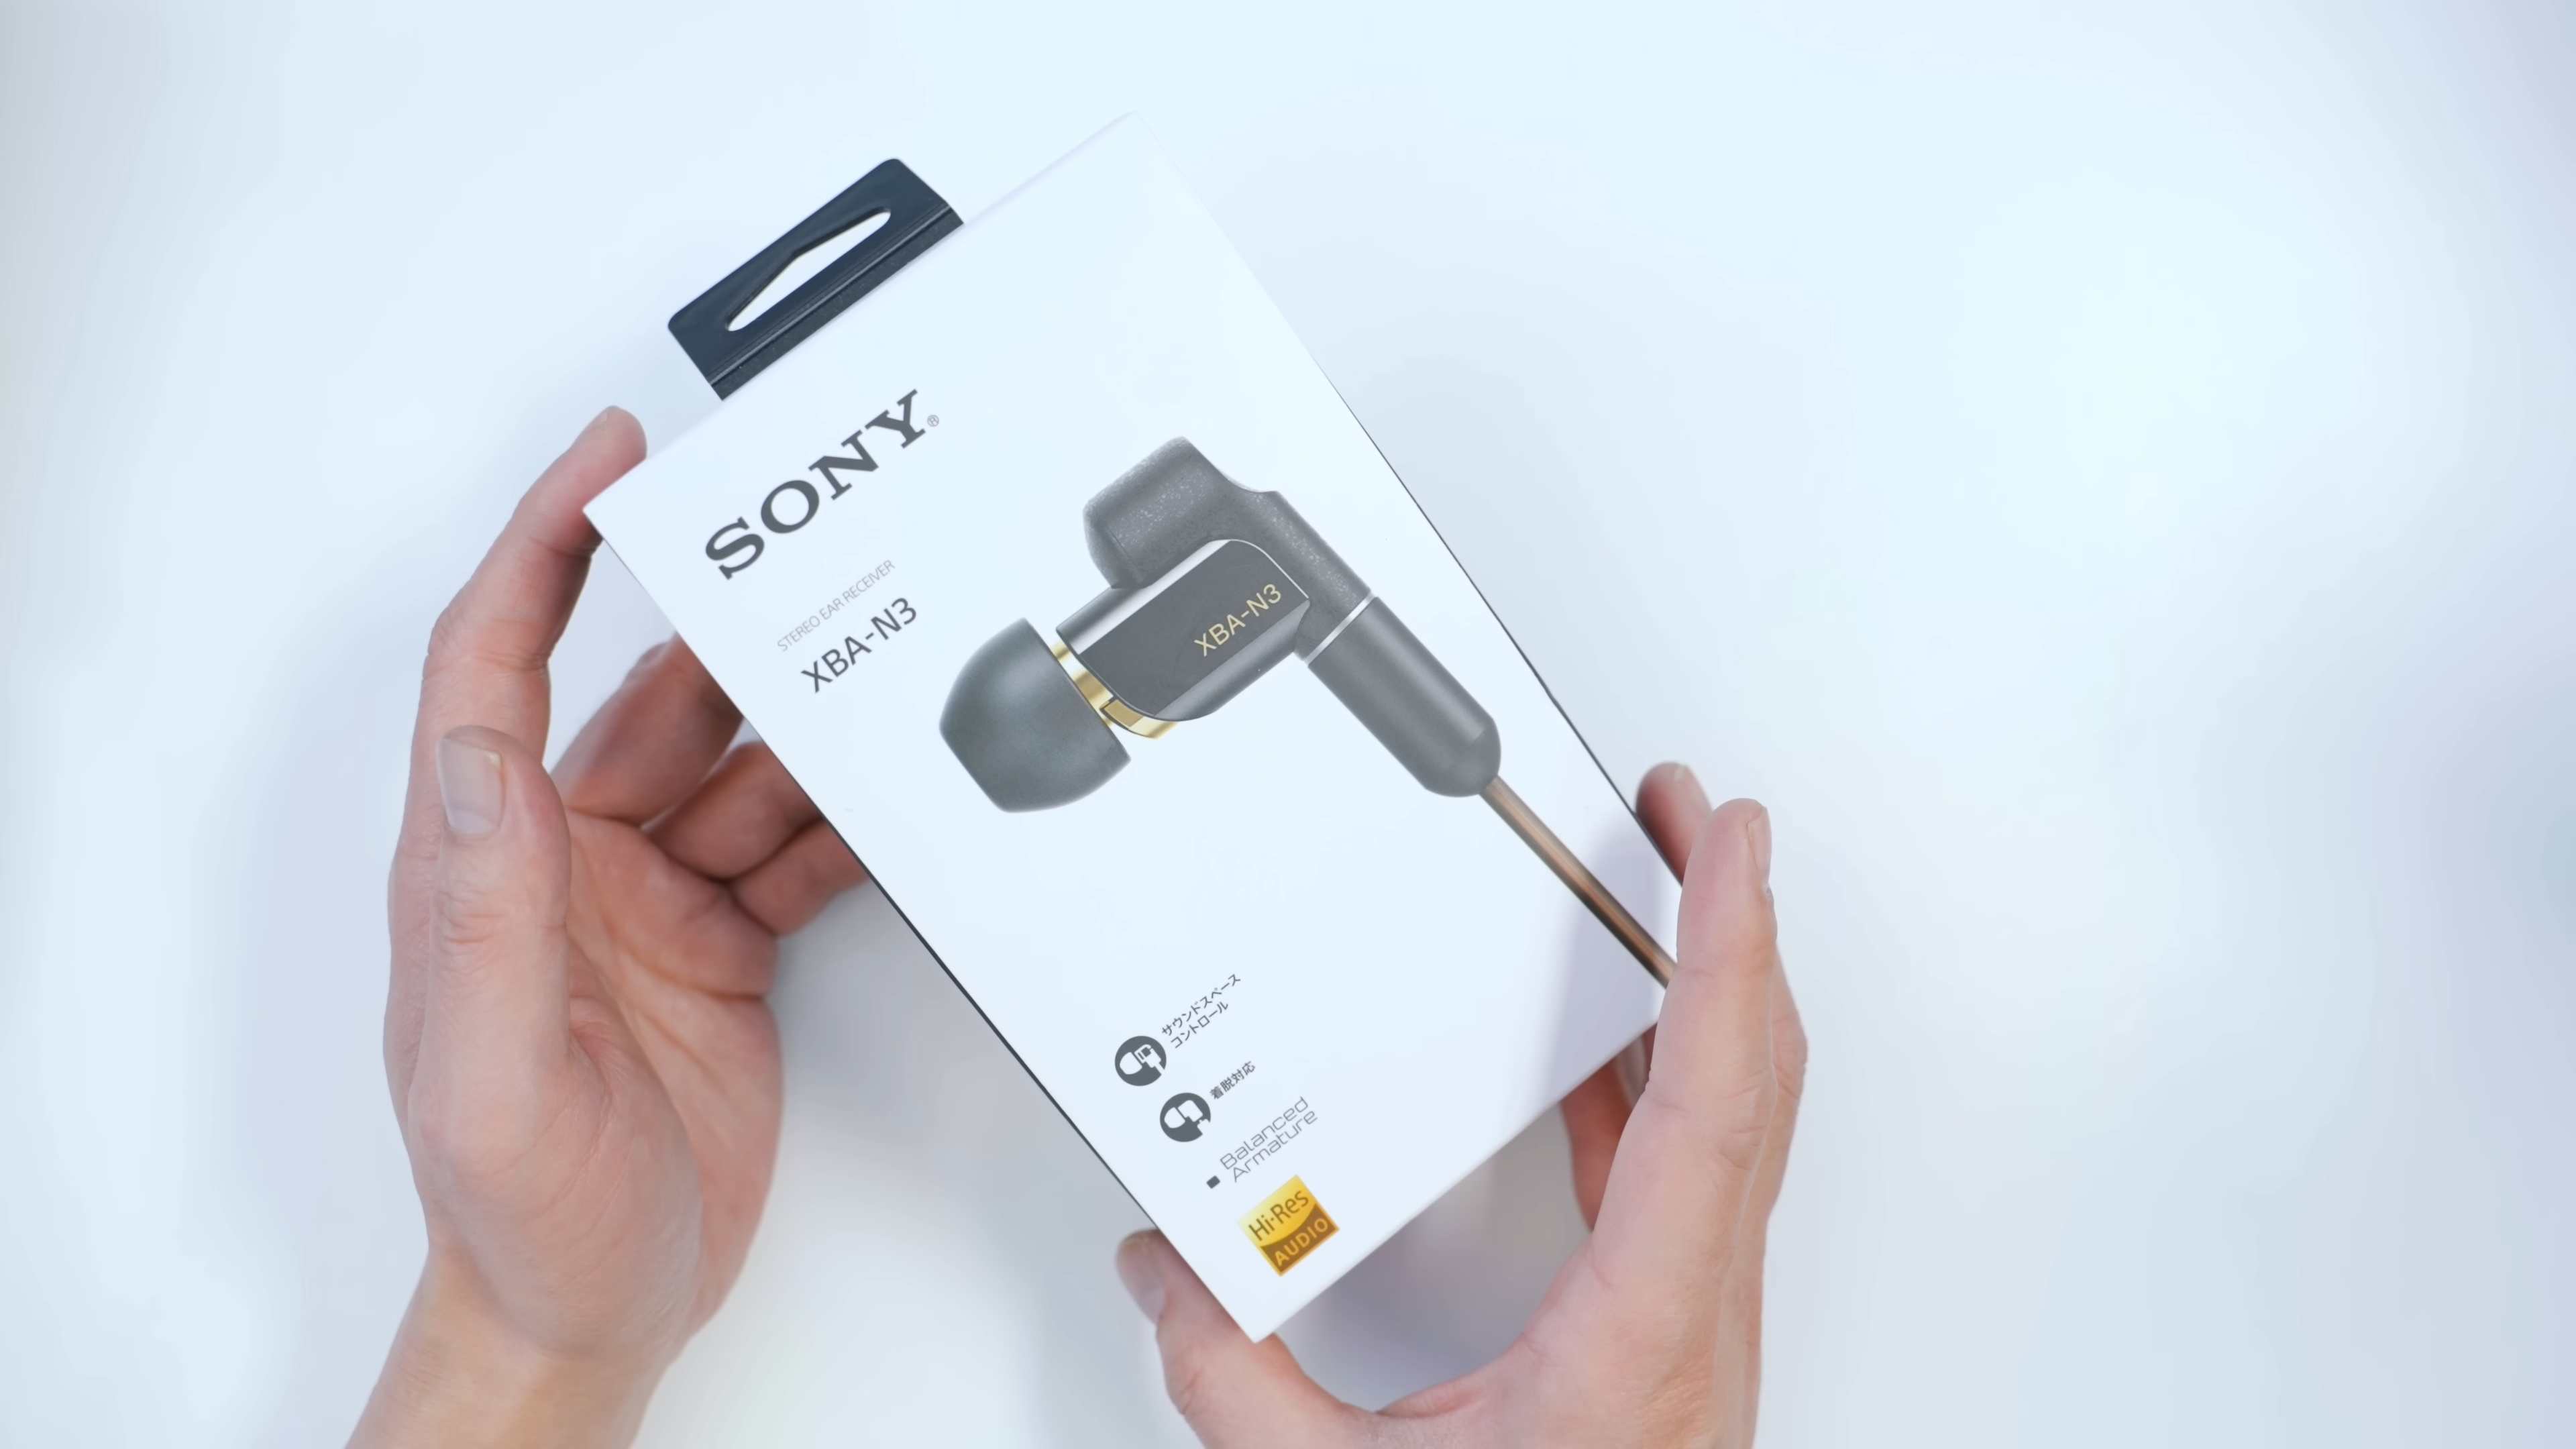 SONY®
STEREO EAR RECEIVER
XBA-N3
XBA-N3
サウンドスペース
コントロール
着脱対応
Balanced
Armature
Hi-Res
AUDIO